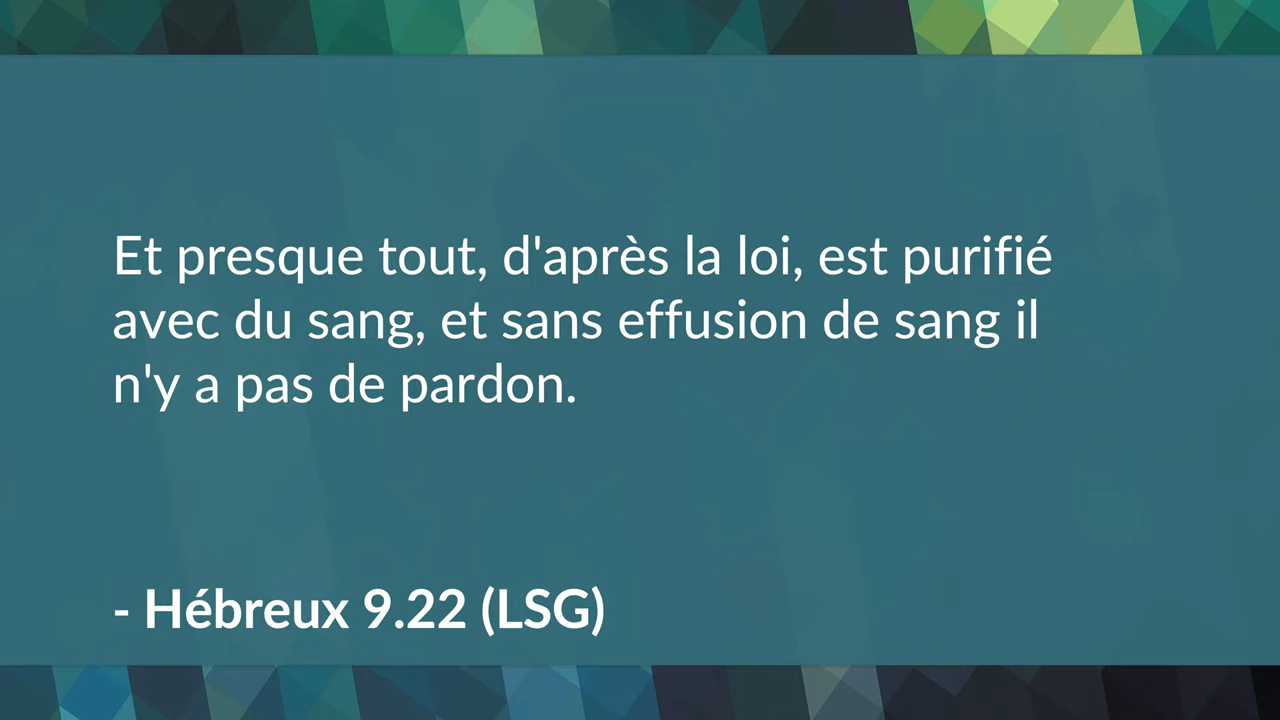 Et presque tout, d'après la loi, est purifié
avec du sang, et sans effusion de sang il
n'y a pas de pardon.
- Hébreux 9.22 (LSG)